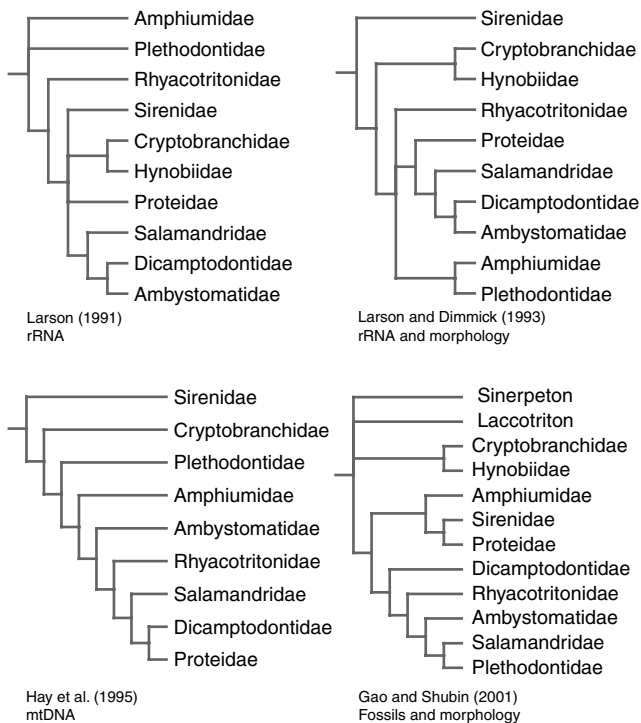 Amphiumidae
Plethodontidae
Rhyacotritonidae
Sirenidae
Cryptobranchidae
Hynobiidae
Proteidae
Salamandridae
Dicamptodontidae
Ambystomatidae
Larson (1991)
rRNA
Sirenidae
Cryptobranchidae
Hynobiidae
Rhyacotritonidae
Proteidae
Salamandridae
Dicamptodontidae
Ambystomatidae
Amphiumidae
Plethodontidae
Larson and Dimmick (1993)
rRNA and morphology
Sirenidae
Cryptobranchidae
Plethodontidae
Amphiumidae
Ambystomatidae
Rhyacotritonidae
Salamandridae
Dicamptodontidae
Proteidae
Hay et al. (1995)
mtDNA
Sinerpeton
Laccotriton
Cryptobranchidae
Hynobiidae
Amphiumidae
Sirenidae
Proteidae
Dicamptodontidae
Rhyacotritonidae
Ambystomatidae
Salamandridae
Plethodontidae
Gao and Shubin (2001)
Fossils and morphology